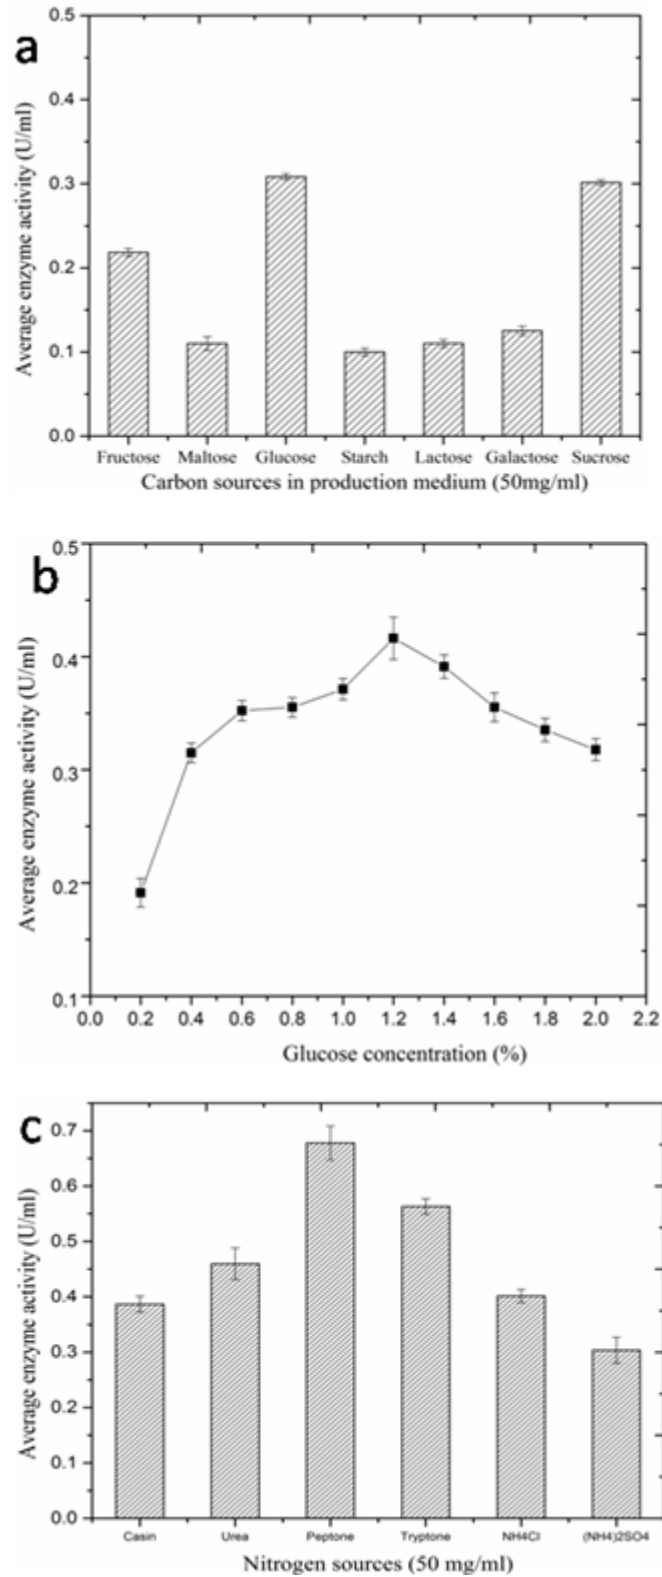 a
Average enzyme activity (U/ml)
0.5
0.4
0.3
0.2
0.1
0.0
Fructose Maltose Glucose Starch Lactose Galactose Sucrose
Carbon sources in production medium (50mg/ml)
b
Average enzyme activity (U/ml)
0.5
0.4
0.3
0.2
0.1
0.0 0.2 0.4 0.6 0.8 1.0 1.2 1.4 1.6 1.8 2.0 2.2
Glucose concentration (%)
c
Average enzyme activity (U/ml)
0.7
0.6
0.5
0.4
0.3
0.2
0.1
0.0
Casin Urea Peptone Tryptone NH4Cl (NH4)2SO4
Nitrogen sources (50 mg/ml)